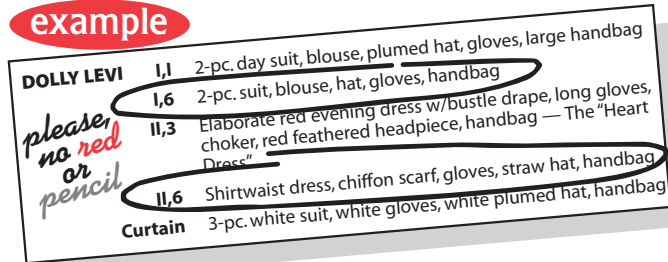 example
DOLLY LEVI I,I 2-pc. day suit, blouse, plumed hat, gloves, large handbag
I,6 2-pc. suit, blouse, hat, gloves, handbag
II,3 Elaborate red evening dress w/bustle drape, long gloves,
choker, red feathered headpiece, handbag — The "Heart
Dress"
II,6 Shirtwaist dress, chiffon scarf, gloves, straw hat, handbag
Curtain 3-pc. white suit, white gloves, white plumed hat, handbag
please,
no red
or
pencil